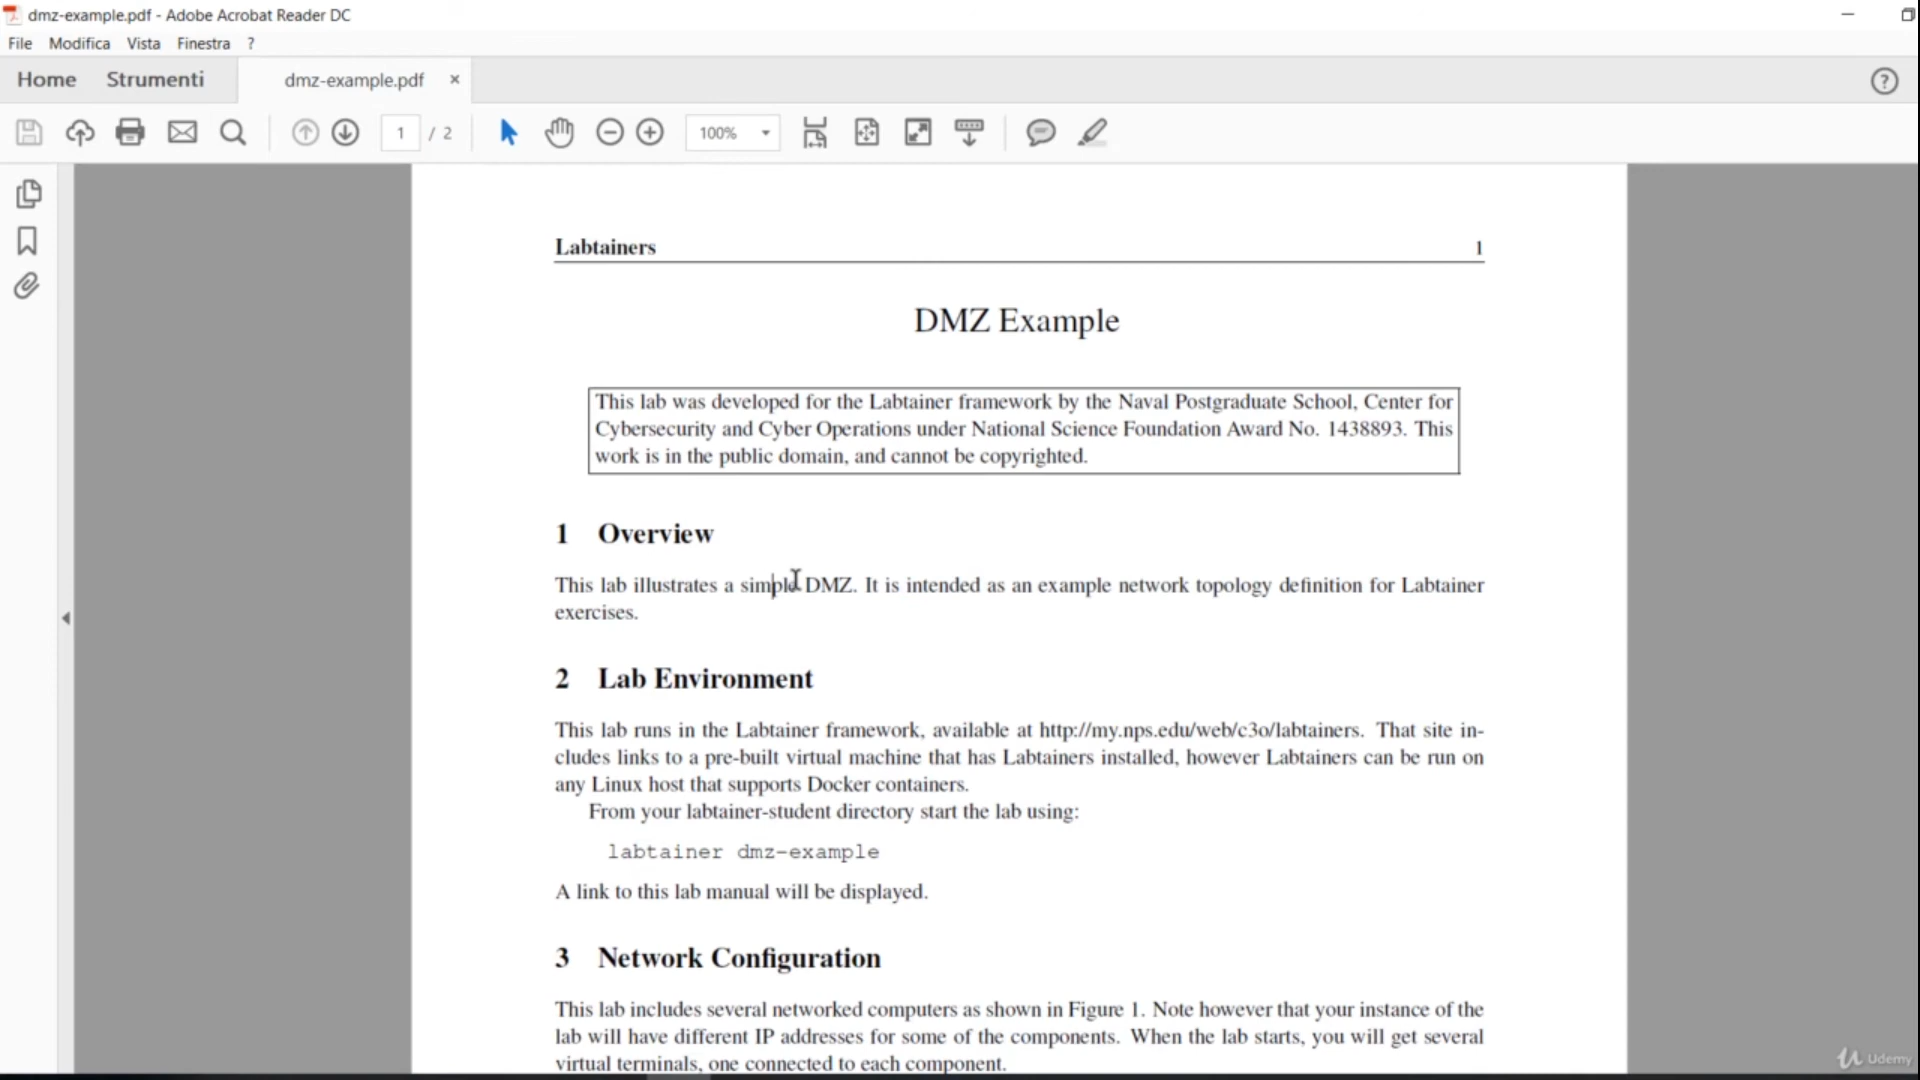 dmz-example.pdf - Adobe Acrobat Reader DC
File Modifica Vista Finestra ?
Home Strumenti dmz-example.pdf ×
1 / 2 100%
Labtainers 1
DMZ Example
This lab was developed for the Labtainer framework by the Naval Postgraduate School, Center for
Cybersecurity and Cyber Operations under National Science Foundation Award No. 1438893. This
work is in the public domain, and cannot be copyrighted.
1 Overview
This lab illustrates a simple DMZ. It is intended as an example network topology definition for Labtainer
exercises.
2 Lab Environment
This lab runs in the Labtainer framework, available at http://my.nps.edu/web/c3o/labtainers. That site in-
cludes links to a pre-built virtual machine that has Labtainers installed, however Labtainers can be run on
any Linux host that supports Docker containers.
From your labtainer-student directory start the lab using:
labtainer dmz-example
A link to this lab manual will be displayed.
3 Network Configuration
This lab includes several networked computers as shown in Figure 1. Note however that your instance of the
lab will have different IP addresses for some of the components. When the lab starts, you will get several
virtual terminals, one connected to each component.
Udemy